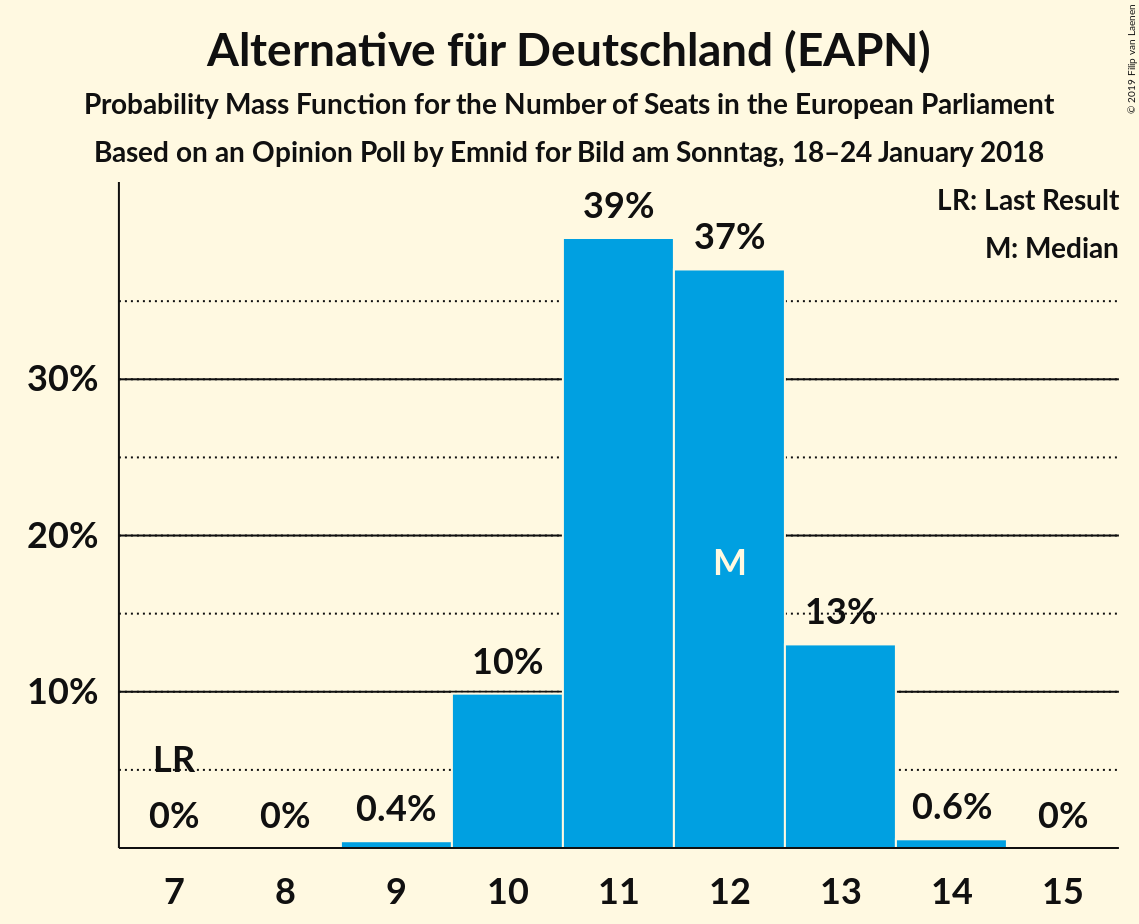 Alternative für Deutschland (EAPN)
Probability Mass Function for the Number of Seats in the European Parliament
Based on an Opinion Poll by Emnid for Bild am Sonntag, 18–24 January 2018
© 2019 Filip van Laenen
LR: Last Result
M: Median
39%
37%
30%
20%
M
13%
10%
10%
LR
0%
0%
0.4%
0.6%
0%
7
8
9
10
11
12
13
14
15